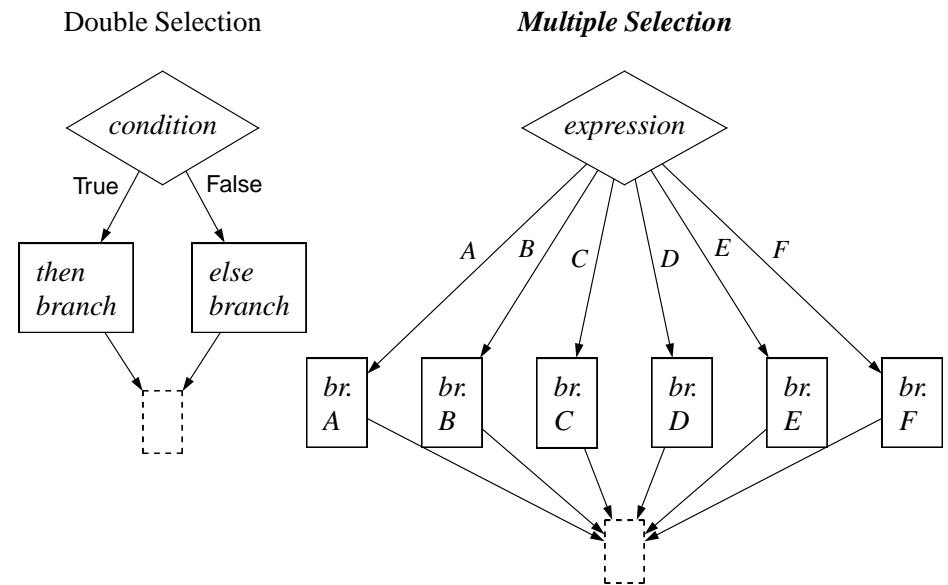 Double Selection
condition
True
False
then
branch
else
branch
Multiple Selection
expression
A
B
C
D
E
F
br.
A
br.
B
br.
C
br.
D
br.
E
br.
F